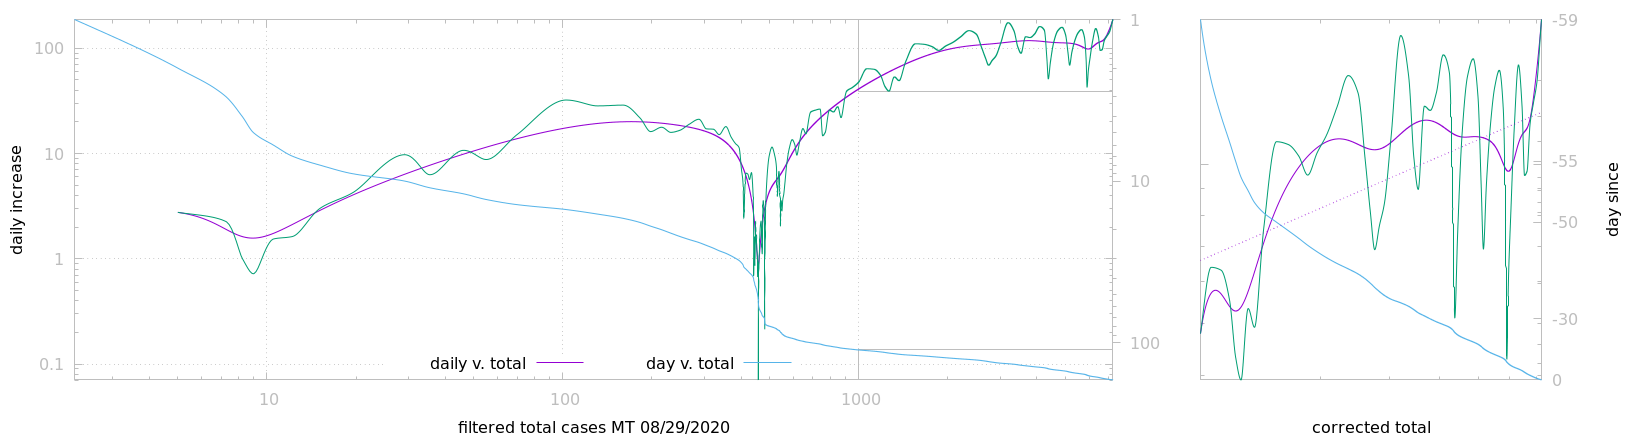 daily increase
100
10
1
0.1
daily v. total
day v. total
10
100
1000
filtered total cases MT 08/29/2020
1
10
100
-59
-55
-50
-30
0
day since
corrected total